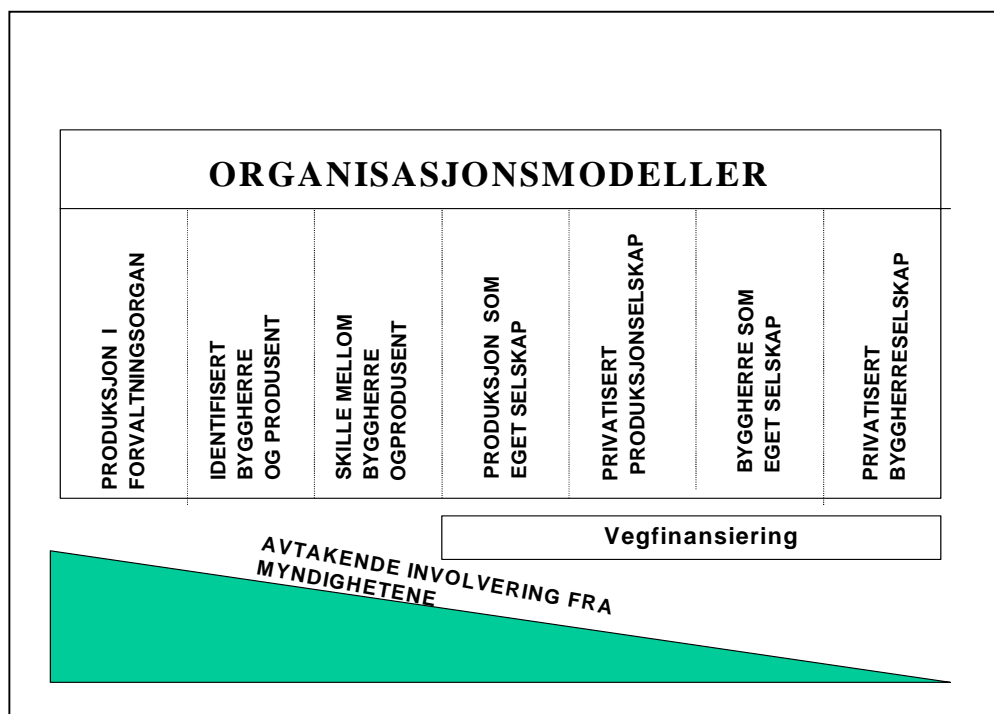 ORGANISASJONSMODELLER
PRODUKSJON I
FORVALTNINGSORGAN
IDENTIFISERT
BYGGHERRE
OG PRODUSENT
SKILLE MELLOM
BYGGHERRE
OGPRODUSENT
PRODUKSJON SOM
EGET SELSKAP
PRIVATISERT
PRODUKSJONSELSKAP
BYGGHERRE SOM
EGET SELSKAP
PRIVATISERT
BYGGHERRESELSKAP
Vegfinansiering
AVTAKENDE INVOLVERING FRA
MYNDIGHETENE